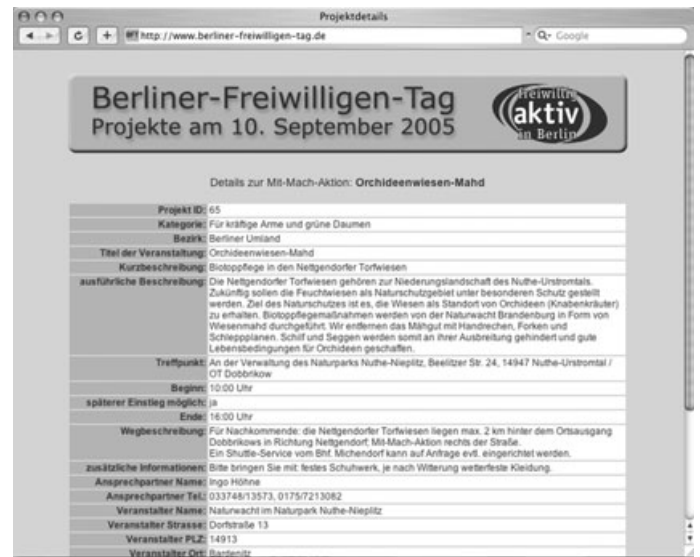 Projektdetails
http://www.berliner-freiwilligen-tag.de
Google
Berliner-Freiwilligen-Tag
Projekte am 10. September 2005
Freiwillig
aktiv
in Berlin
Details zur Mit-Mach-Aktion: Orchideenwiesen-Mahd
Projekt ID: 65
Kategorie: Für kräftige Arme und grüne Daumen
Bezirk: Berliner Umland
Titel der Veranstaltung: Orchideenwiesen-Mahd
Kurzbeschreibung: Biotoppflege in den Nettgendorfer Torfwiesen
ausführliche Beschreibung: Die Nettgendorfer Torfwiesen gehören zur Niederungslandschaft des Nuthe-Urstromtals.
Zukünftig sollen die Feuchtwiesen als Naturschutzgebiet unter besonderen Schutz gestellt
werden. Ziel des Naturschutzes ist es, die Wiesen als Standort von Orchideen (Knabenkräuter)
zu erhalten. Biotoppflegemaßnahmen werden von der Naturwacht Brandenburg in Form von
Wiesenmahd durchgeführt. Wir entfernen das Mähgut mit Handrechen, Forken und
Schleppplanen. Schilf und Seggen werden somit an ihrer Ausbreitung gehindert und gute
Lebensbedingungen für Orchideen geschaffen.
Treffpunkt: An der Verwaltung des Naturparks Nuthe-Nieplitz, Beelitzer Str. 24, 14947 Nuthe-Urstromtal /
OT Dobbrikow
Beginn: 10:00 Uhr
späterer Einstieg möglich: ja
Ende: 16:00 Uhr
Wegbeschreibung: Für Nachkommende: die Nettgendorfer Torfwiesen liegen max. 2 km hinter dem Ortsausgang
Dobbrikows in Richtung Nettgendorf; Mit-Mach-Aktion rechts der Straße.
Ein Shuttle-Service vom Bhf. Michendorf kann auf Anfrage evtl. eingerichtet werden.
zusätzliche Informationen: Bitte bringen Sie mit: festes Schuhwerk, je nach Witterung wetterfeste Kleidung.
Ansprechpartner Name: Ingo Höhne
Ansprechpartner Tel.: 033748/13573, 0175/7213082
Veranstalter Name: Naturwacht im Naturpark Nuthe-Nieplitz
Veranstalter Strasse: Dorfstraße 13
Veranstalter PLZ: 14913
Veranstalter Ort: Bardenitz